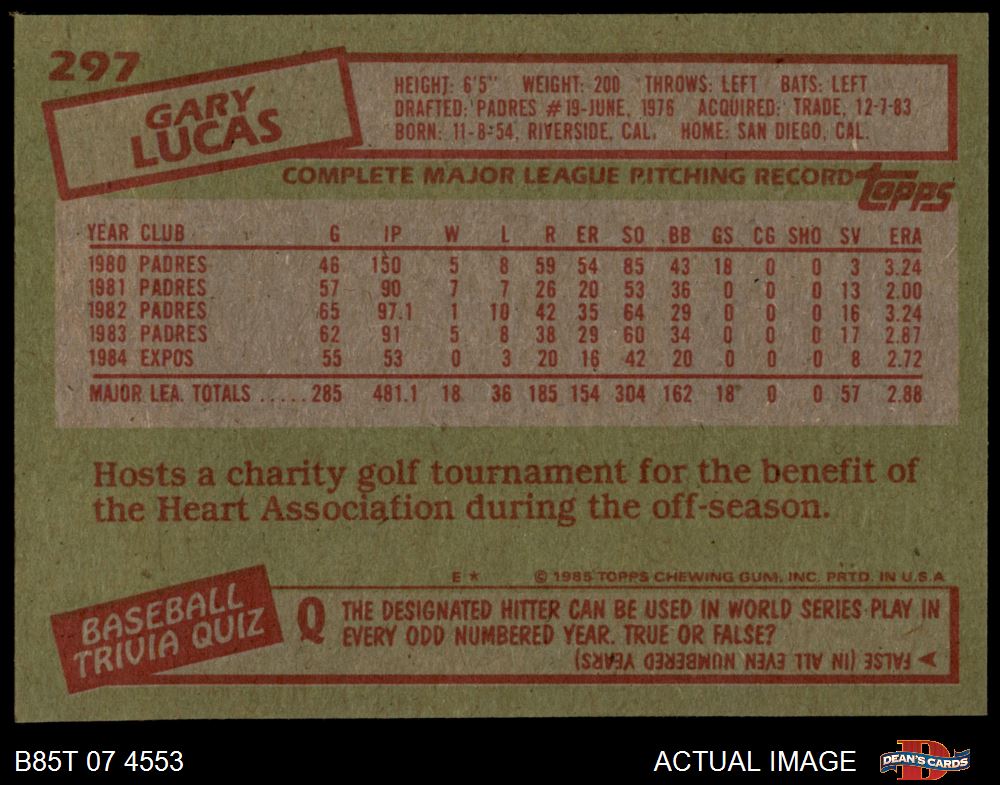 297
GARY
LUCAS
HEIGHT: 6'5" WEIGHT: 200 THROWS: LEFT BATS: LEFT
DRAFTED: PADRES #19-JUNE, 1976 ACQUIRED: TRADE, 12-7-83
BORN: 11-8-54, RIVERSIDE, CAL. HOME: SAN DIEGO, CAL.
COMPLETE MAJOR LEAGUE PITCHING RECORD
TOPPS
YEAR CLUB G IP W L R ER SO BB GS CG SHO SV ERA
1980 PADRES 46 150 5 8 59 54 85 43 18 0 0 3 3.24
1981 PADRES 57 90 7 7 26 20 53 36 0 0 0 13 2.00
1982 PADRES 65 97.1 1 10 42 35 64 29 0 0 0 16 3.24
1983 PADRES 62 91 5 8 38 29 60 34 0 0 0 17 2.87
1984 EXPOS 55 53 0 3 20 16 42 20 0 0 0 8 2.72
MAJOR LEA. TOTALS .....285 481.1 18 36 185 154 304 162 18 0 0 57 2.88
Hosts a charity golf tournament for the benefit of
the Heart Association during the off-season.
E * © 1985 TOPPS CHEWING GUM, INC. PRTD. IN U.S.A.
BASEBALL
TRIVIA QUIZ
Q THE DESIGNATED HITTER CAN BE USED IN WORLD SERIES PLAY IN
EVERY ODD NUMBERED YEAR. TRUE OR FALSE?
FALSE (IN ALL EVEN NUMBERED YEARS)
B85T 07 4553
ACTUAL IMAGE
D
DEAN'S CARDS